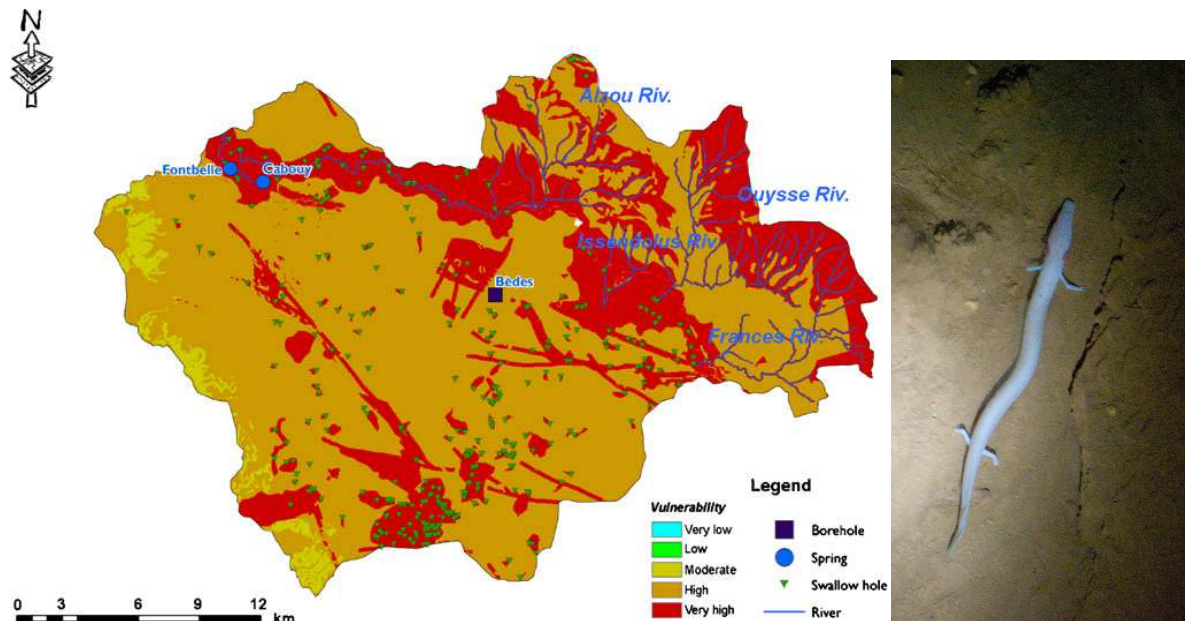 N
Alzou Riv.
Fontbelle
Cabouy
Ouysse Riv.
Issendolus Riv.
Bèdes
Frances Riv.
Legend
Vulnerability
Very low
Low
Moderate
High
Very high
Borehole
Spring
Swallow hole
River
0 3 6 9 12
km